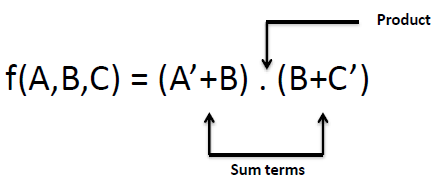 Product
f(A,B,C) = (A’+B) . (B+C’)
Sum terms